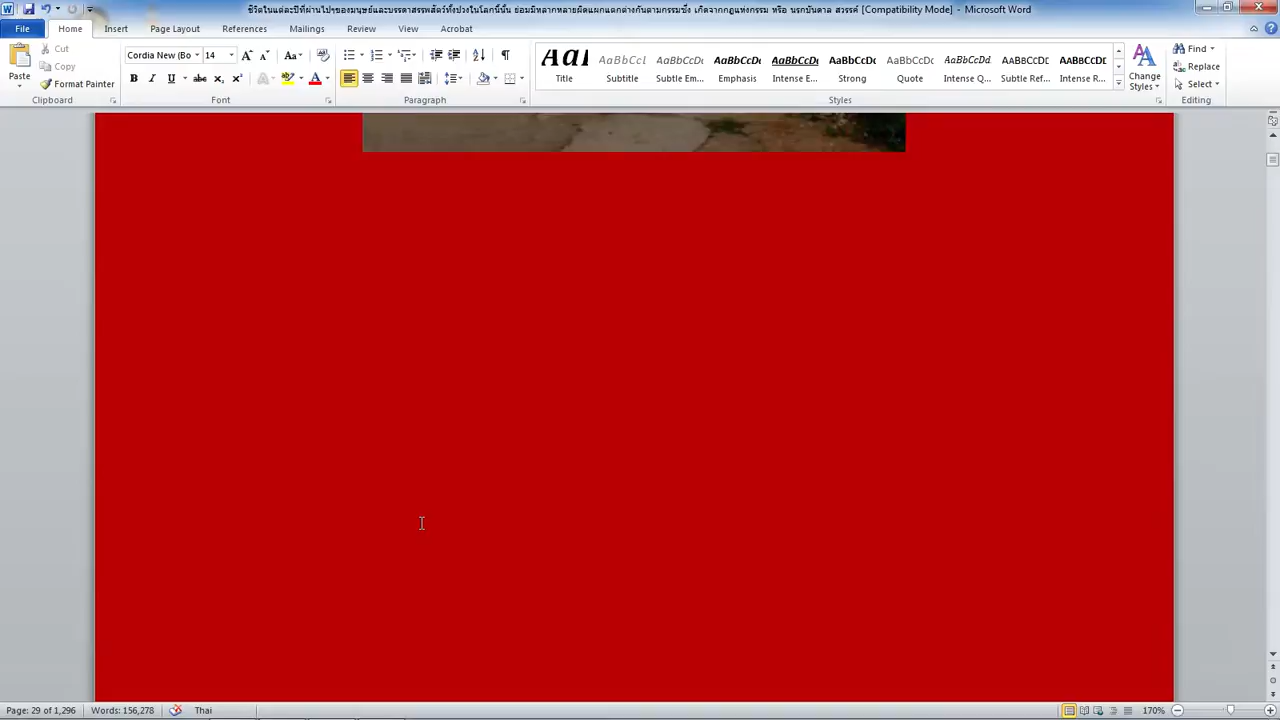 ชีวิตในแต่ละปีที่ผ่านไปๆของมนุษย์และบรรดาสรรพสัตว์ทั้งปวงในโลกนี้นั้น ย่อมมีหลากหลายผิดแผกแตกต่างกันตามกรรมซึ่ง เกิดจากกฎแห่งกรรม หรือ นรกบันดาล สวรรค์ [Compatibility Mode] - Microsoft Word
File Home Insert Page Layout References Mailings Review View Acrobat
Paste Cut Copy Format Painter Clipboard
Cordia New (Bo 14 Font
Paragraph
AaI AaBbCcI AaBbCcDc AaBbCcDc AaBbCcDc AaBbCcDc AaBbCcDc AaBbCcDd AaBbCcDc AaBbCcDc
Title Subtitle Subtle Em... Emphasis Intense E... Strong Quote Intense Q... Subtle Ref... Intense R... Change Styles
Styles
Find Replace Select Editing
Page: 29 of 1,296 Words: 156,278 Thai 170%